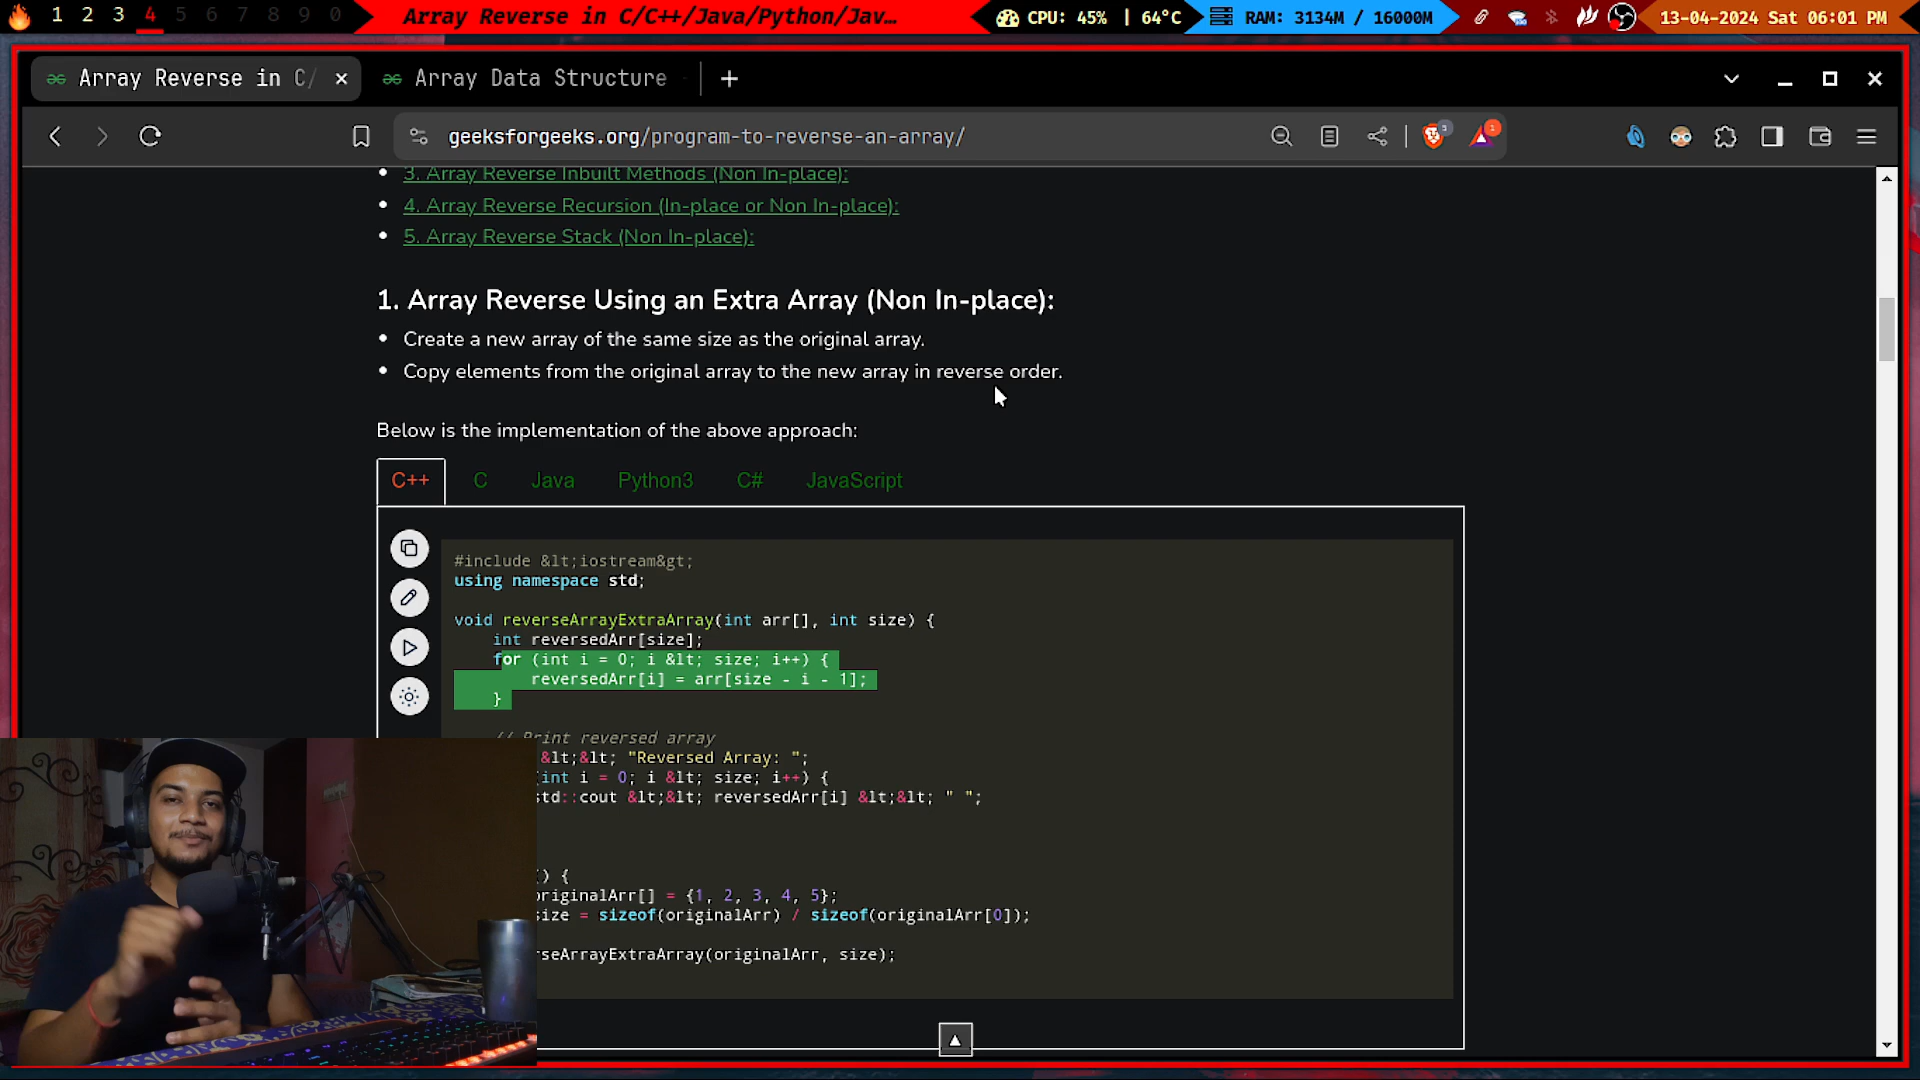 1 2 3 4 5 6 7 8 9 0 Array Reverse in C/C++/Java/Python/Jav… CPU: 45% | 64°C RAM: 3134M / 16000M 13-04-2024 Sat 06:01 PM
Array Reverse in C/ Array Data Structure
geeksforgeeks.org/program-to-reverse-an-array/ 5 1
3. Array Reverse Inbuilt Methods (Non In-place):
4. Array Reverse Recursion (In-place or Non In-place):
5. Array Reverse Stack (Non In-place):
1. Array Reverse Using an Extra Array (Non In-place):
Create a new array of the same size as the original array.
Copy elements from the original array to the new array in reverse order.
Below is the implementation of the above approach:
C++ C Java Python3 C# JavaScript
#include &lt;iostream&gt;
using namespace std;
void reverseArrayExtraArray(int arr[], int size) {
int reversedArr[size];
for (int i = 0; i &lt; size; i++) {
reversedArr[i] = arr[size - i - 1];
}
// Print reversed array
&lt;&lt; "Reversed Array: ";
(int i = 0; i &lt; size; i++) {
std::cout &lt;&lt; reversedArr[i] &lt;&lt; " ";
() {
originalArr[] = {1, 2, 3, 4, 5};
size = sizeof(originalArr) / sizeof(originalArr[0]);
seArrayExtraArray(originalArr, size);